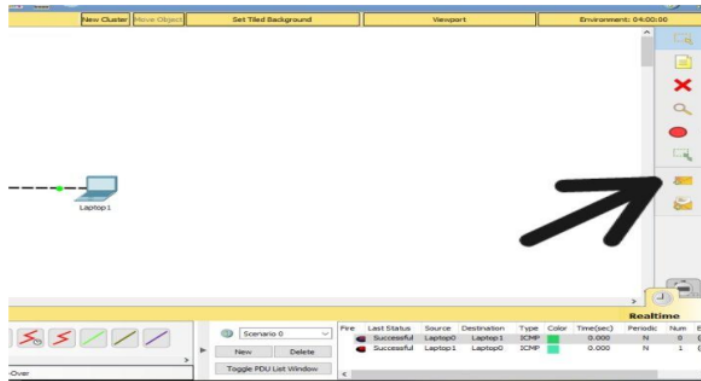 New Cluster Move Object Set Tiled Background Viewport Environment: 04:00:00
Laptop1
Realtime
Scenario 0
New Delete
Toggle PDU List Window
Fire Last Status Source Destination Type Color Time(sec) Periodic Num
Successful Laptop0 Laptop1 ICMP 0.000 N 0
Successful Laptop1 Laptop0 ICMP 0.000 N 1
-Over